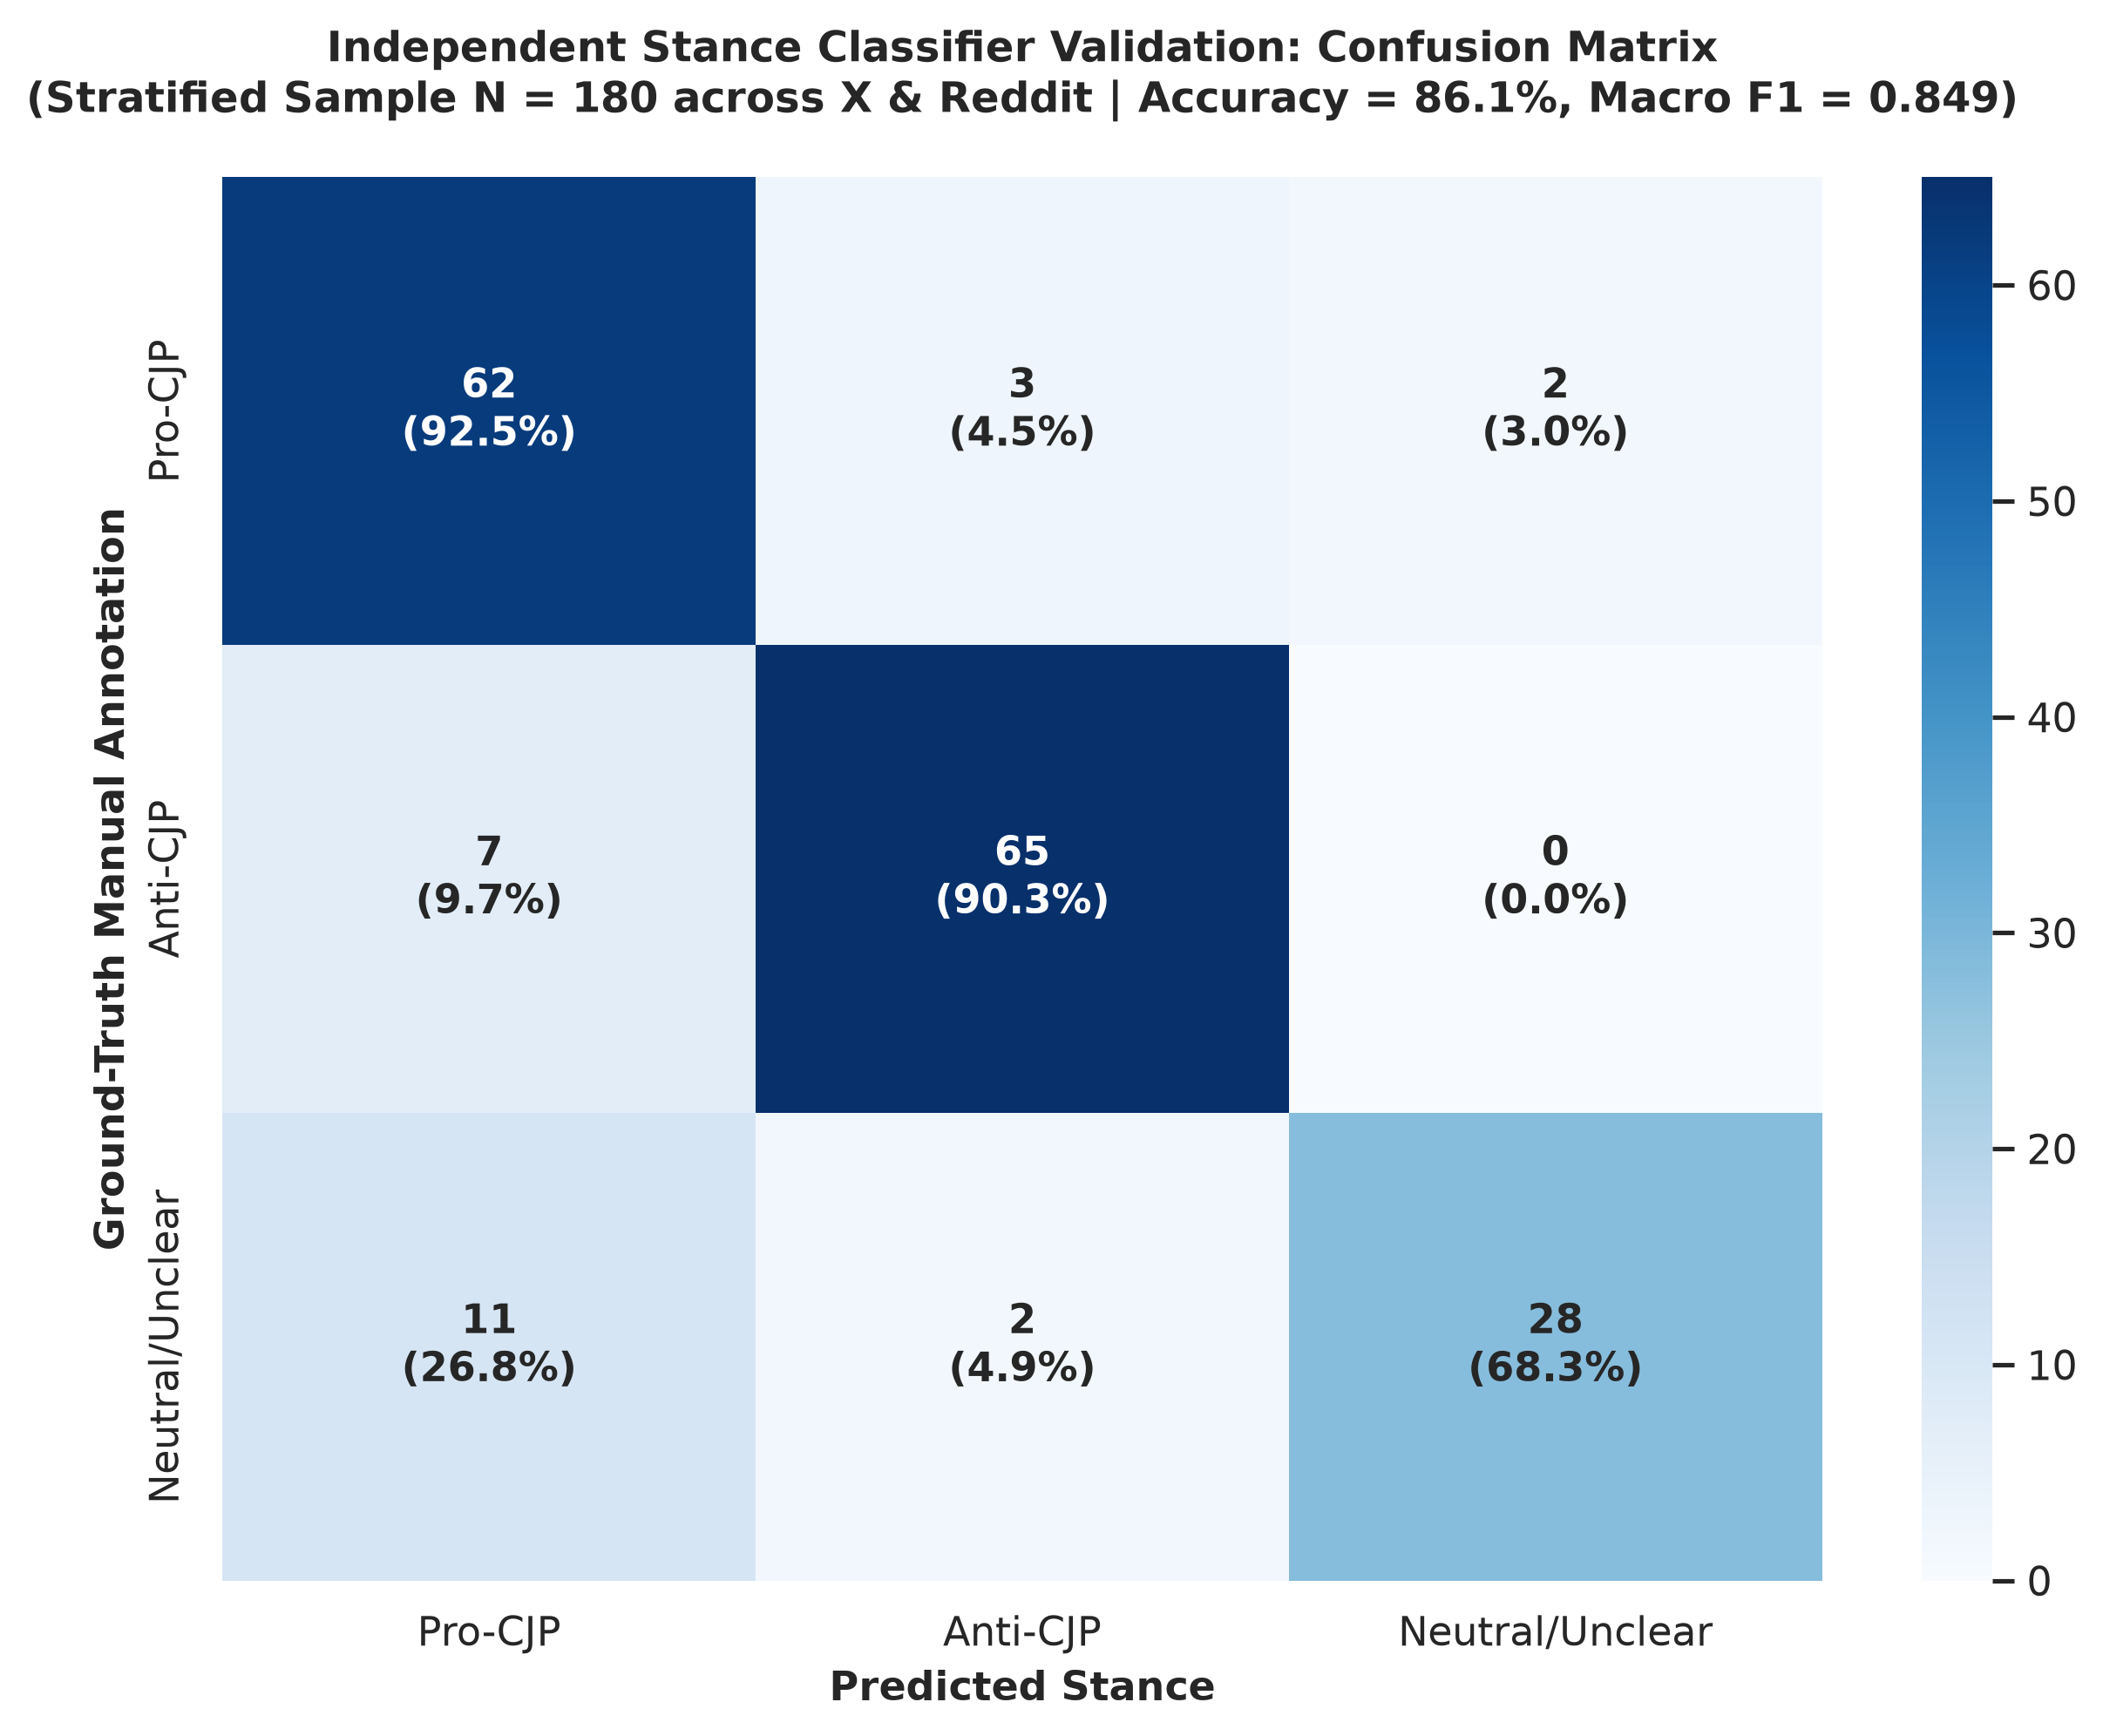 Independent Stance Classifier Validation: Confusion Matrix
(Stratified Sample N = 180 across X & Reddit | Accuracy = 86.1%, Macro F1 = 0.849)
Ground-Truth Manual Annotation
Pro-CJP
62
(92.5%)
3
(4.5%)
2
(3.0%)
Anti-CJP
7
(9.7%)
65
(90.3%)
0
(0.0%)
Neutral/Unclear
11
(26.8%)
2
(4.9%)
28
(68.3%)
Pro-CJP
Anti-CJP
Neutral/Unclear
Predicted Stance
60
50
40
30
20
10
0